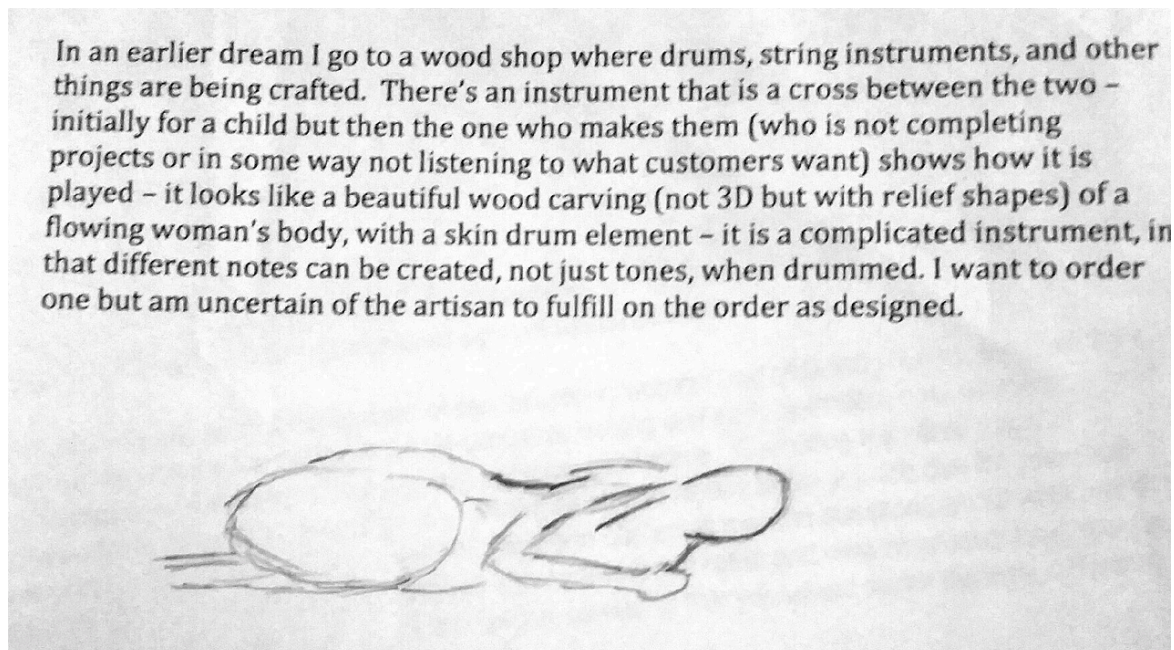 In an earlier dream I go to a wood shop where drums, string instruments, and other
things are being crafted.  There's an instrument that is a cross between the two –
initially for a child but then the one who makes them (who is not completing
projects or in some way not listening to what customers want) shows how it is
played – it looks like a beautiful wood carving (not 3D but with relief shapes) of a
flowing woman's body, with a skin drum element – it is a complicated instrument, in
that different notes can be created, not just tones, when drummed. I want to order
one but am uncertain of the artisan to fulfill on the order as designed.